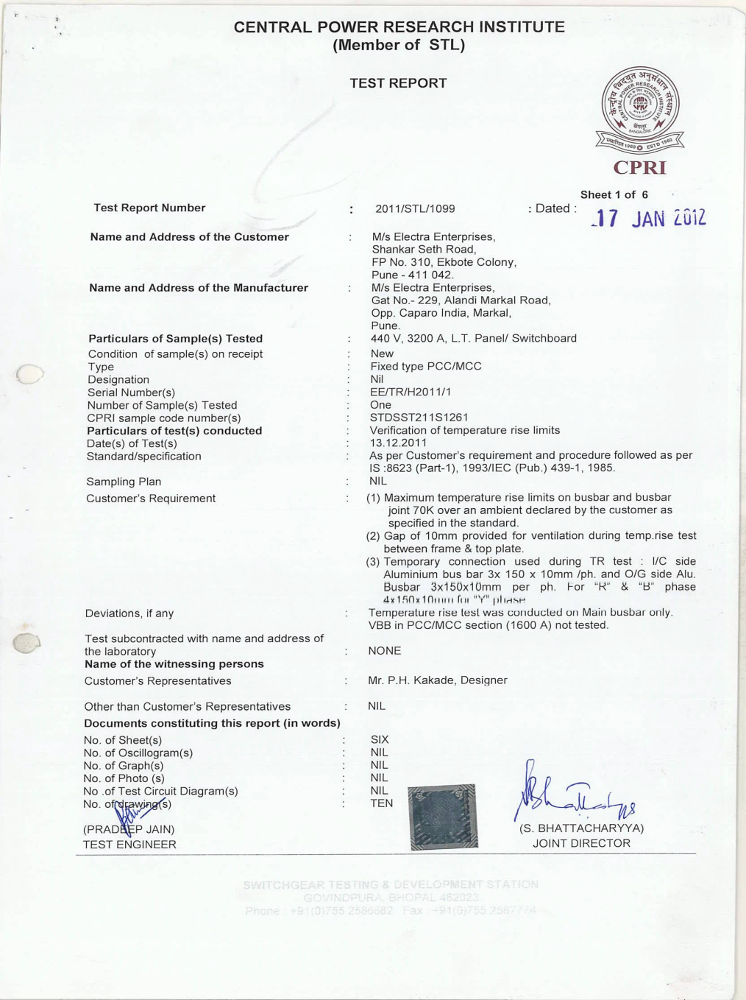 CENTRAL POWER RESEARCH INSTITUTE
(Member of STL)
TEST REPORT
केन्द्रीय विद्युत अनुसंधान संस्थान
CENTRAL POWER RESEARCH INSTITUTE
बेंगलूर
BANGALORE
स्थापित 1960 ESTD 1960
CPRI
Sheet 1 of 6
Test Report Number : 2011/STL/1099 : Dated : 17 JAN 2012
Name and Address of the Customer : M/s Electra Enterprises,
Shankar Seth Road,
FP No. 310, Ekbote Colony,
Pune - 411 042.
Name and Address of the Manufacturer : M/s Electra Enterprises,
Gat No.- 229, Alandi Markal Road,
Opp. Caparo India, Markal,
Pune.
Particulars of Sample(s) Tested : 440 V, 3200 A, L.T. Panel/ Switchboard
Condition of sample(s) on receipt : New
Type : Fixed type PCC/MCC
Designation : Nil
Serial Number(s) : EE/TR/H2011/1
Number of Sample(s) Tested : One
CPRI sample code number(s) : STDSST211S1261
Particulars of test(s) conducted : Verification of temperature rise limits
Date(s) of Test(s) : 13.12.2011
Standard/specification : As per Customer's requirement and procedure followed as per
IS :8623 (Part-1), 1993/IEC (Pub.) 439-1, 1985.
Sampling Plan : NIL
Customer's Requirement : (1) Maximum temperature rise limits on busbar and busbar
joint 70K over an ambient declared by the customer as
specified in the standard.
(2) Gap of 10mm provided for ventilation during temp.rise test
between frame & top plate.
(3) Temporary connection used during TR test : I/C side
Aluminium bus bar 3x 150 x 10mm /ph. and O/G side Alu.
Busbar 3x150x10mm per ph. For "R" & "B" phase
4x150x10mm for "Y" phase
Deviations, if any : Temperature rise test was conducted on Main busbar only.
VBB in PCC/MCC section (1600 A) not tested.
Test subcontracted with name and address of
the laboratory : NONE
Name of the witnessing persons
Customer's Representatives : Mr. P.H. Kakade, Designer
Other than Customer's Representatives : NIL
Documents constituting this report (in words)
No. of Sheet(s) : SIX
No. of Oscillogram(s) : NIL
No. of Graph(s) : NIL
No. of Photo (s) : NIL
No .of Test Circuit Diagram(s) : NIL
No. of drawing(s) : TEN
(PRADEEP JAIN)
TEST ENGINEER
(S. BHATTACHARYYA)
JOINT DIRECTOR
SWITCHGEAR TESTING & DEVELOPMENT STATION
GOVINDPURA, BHOPAL 462023
Phone : +91(0)755 2586682 Fax : +91(0)755 2587774